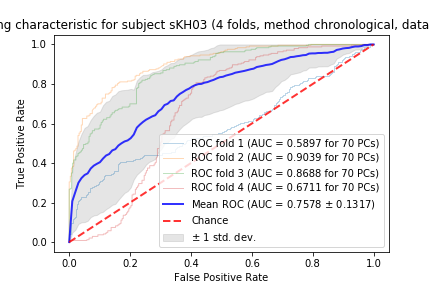 ng characteristic for subject sKH03 (4 folds, method chronological, data
1.0
0.8
0.6
0.4
0.2
0.0
True Positive Rate
ROC fold 1 (AUC = 0.5897 for 70 PCs)
ROC fold 2 (AUC = 0.9039 for 70 PCs)
ROC fold 3 (AUC = 0.8688 for 70 PCs)
ROC fold 4 (AUC = 0.6711 for 70 PCs)
Mean ROC (AUC = 0.7578 ± 0.1317)
Chance
± 1 std. dev.
0.0 0.2 0.4 0.6 0.8 1.0
False Positive Rate